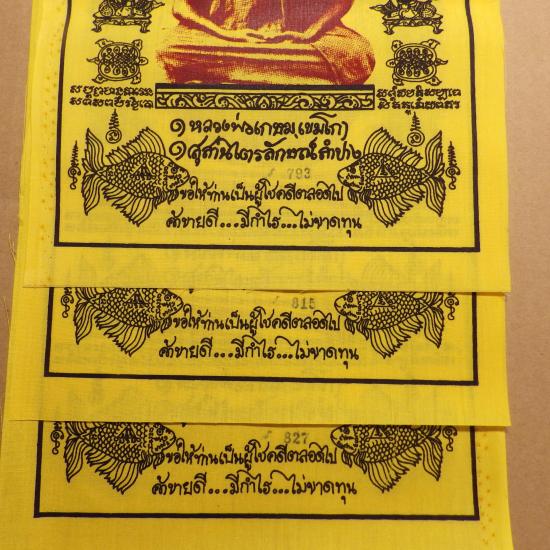 ๑ หลวงพ่อเกษม เขมโก ๅ
๑ สุสานไตรลักษณ์ลำปาง
793
ขอให้ท่านเป็นผู้โชคดีตลอดไป
ค้าขายดี...มีกำไร...ไม่ขาดทุน
815
ขอให้ท่านเป็นผู้โชคดีตลอดไป
ค้าขายดี...มีกำไร...ไม่ขาดทุน
827
ขอให้ท่านเป็นผู้โชคดีตลอดไป
ค้าขายดี...มีกำไร...ไม่ขาดทุน